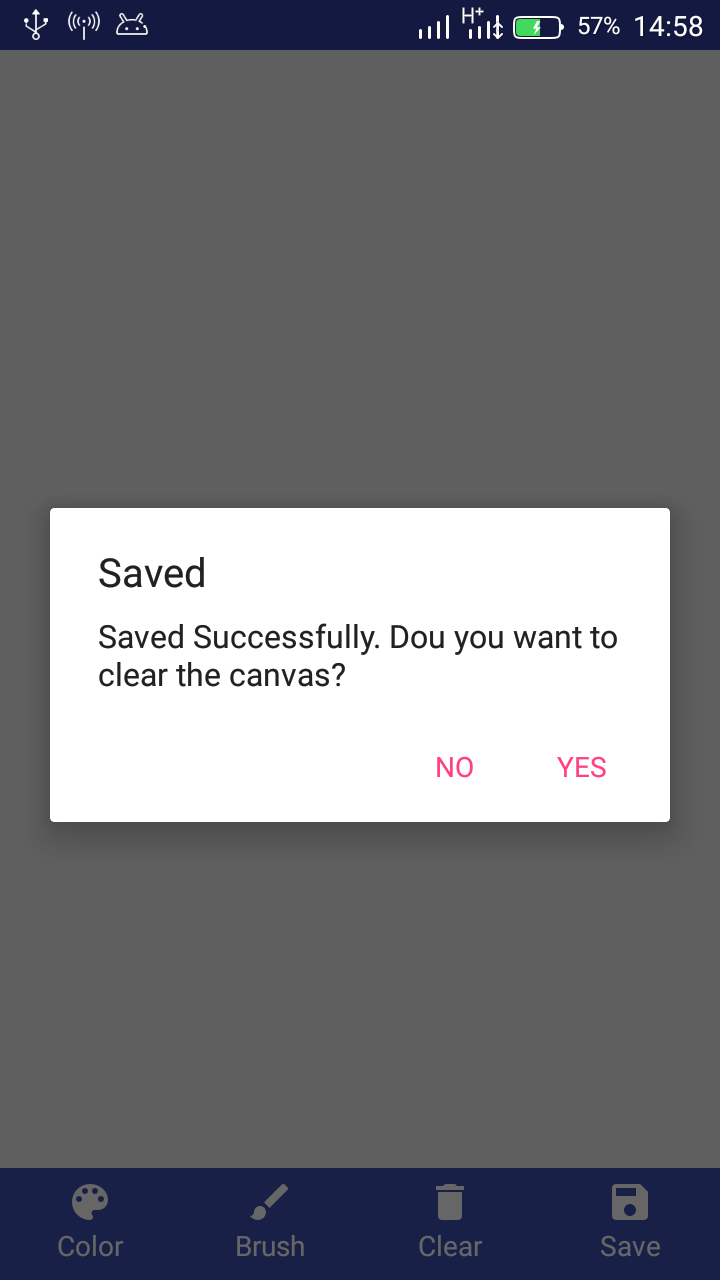 H+ 57% 14:58
Saved
Saved Successfully. Dou you want to
clear the canvas?
NO YES
Color Brush Clear Save